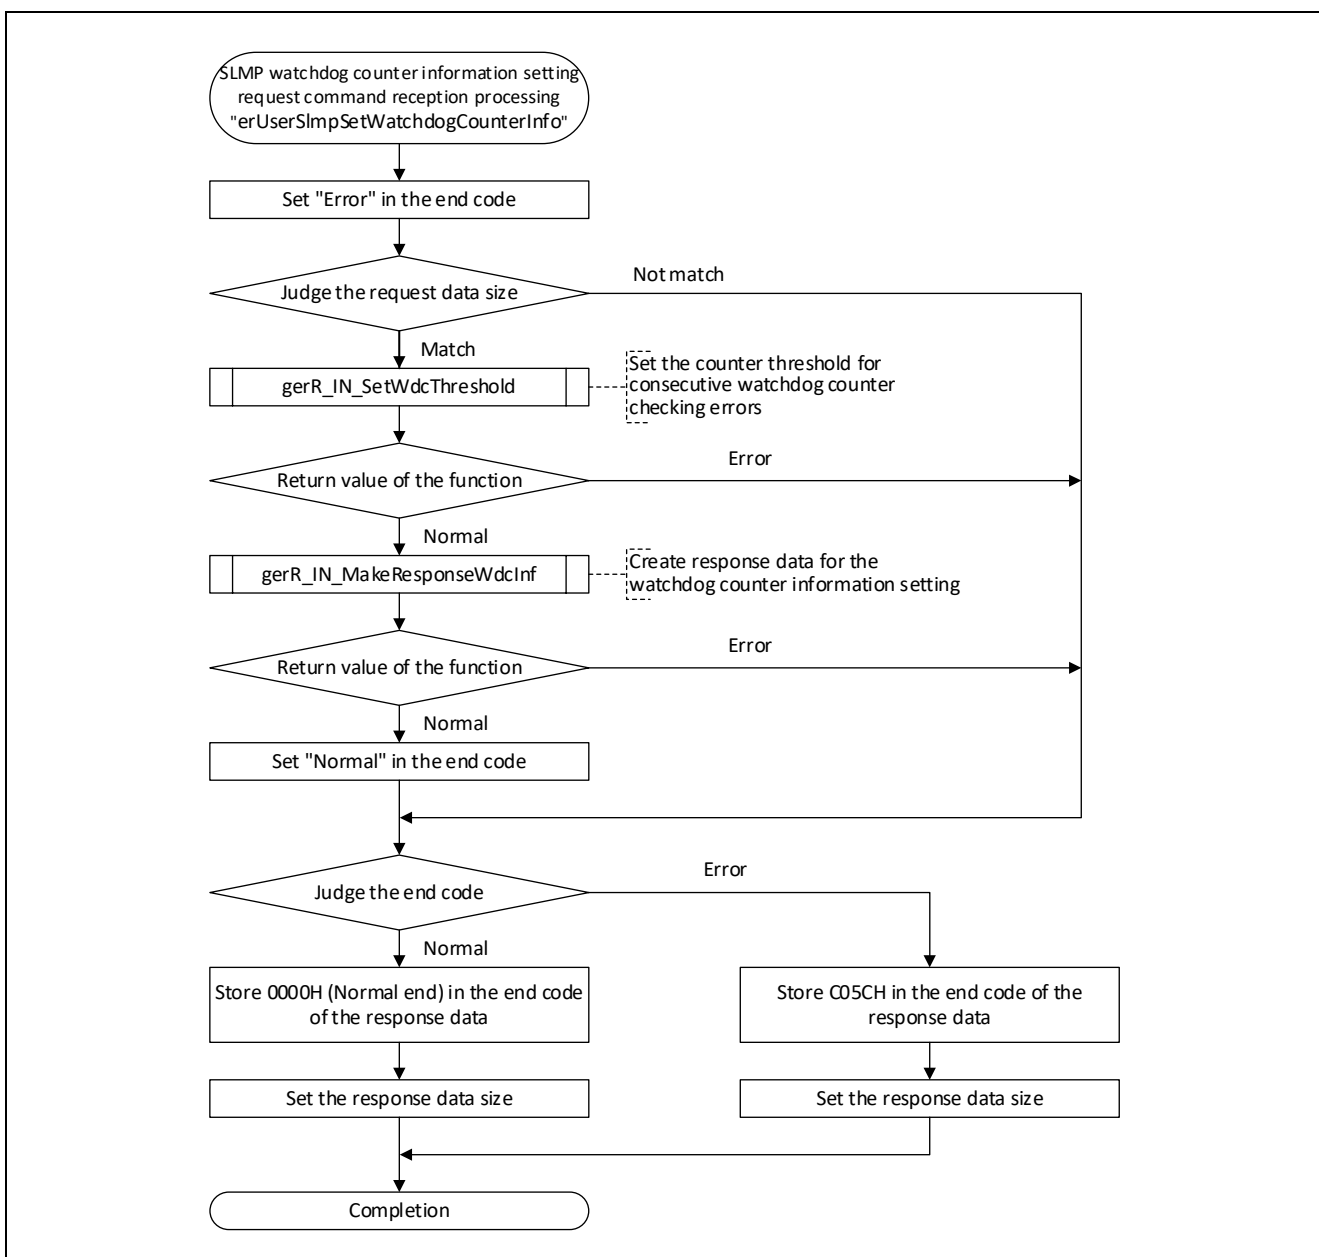 SLMP watchdog counter information setting
request command reception processing
"erUserSlmpSetWatchdogCounterInfo"
Set "Error" in the end code
Not match
Judge the request data size
Match
Set the counter threshold for
consecutive watchdog counter
checking errors
gerR_IN_SetWdcThreshold
Error
Return value of the function
Normal
Create response data for the
watchdog counter information setting
gerR_IN_MakeResponseWdcInf
Error
Return value of the function
Normal
Set "Normal" in the end code
Error
Judge the end code
Normal
Store 0000H (Normal end) in the end code
of the response data
Store C05CH in the end code of the
response data
Set the response data size
Set the response data size
Completion